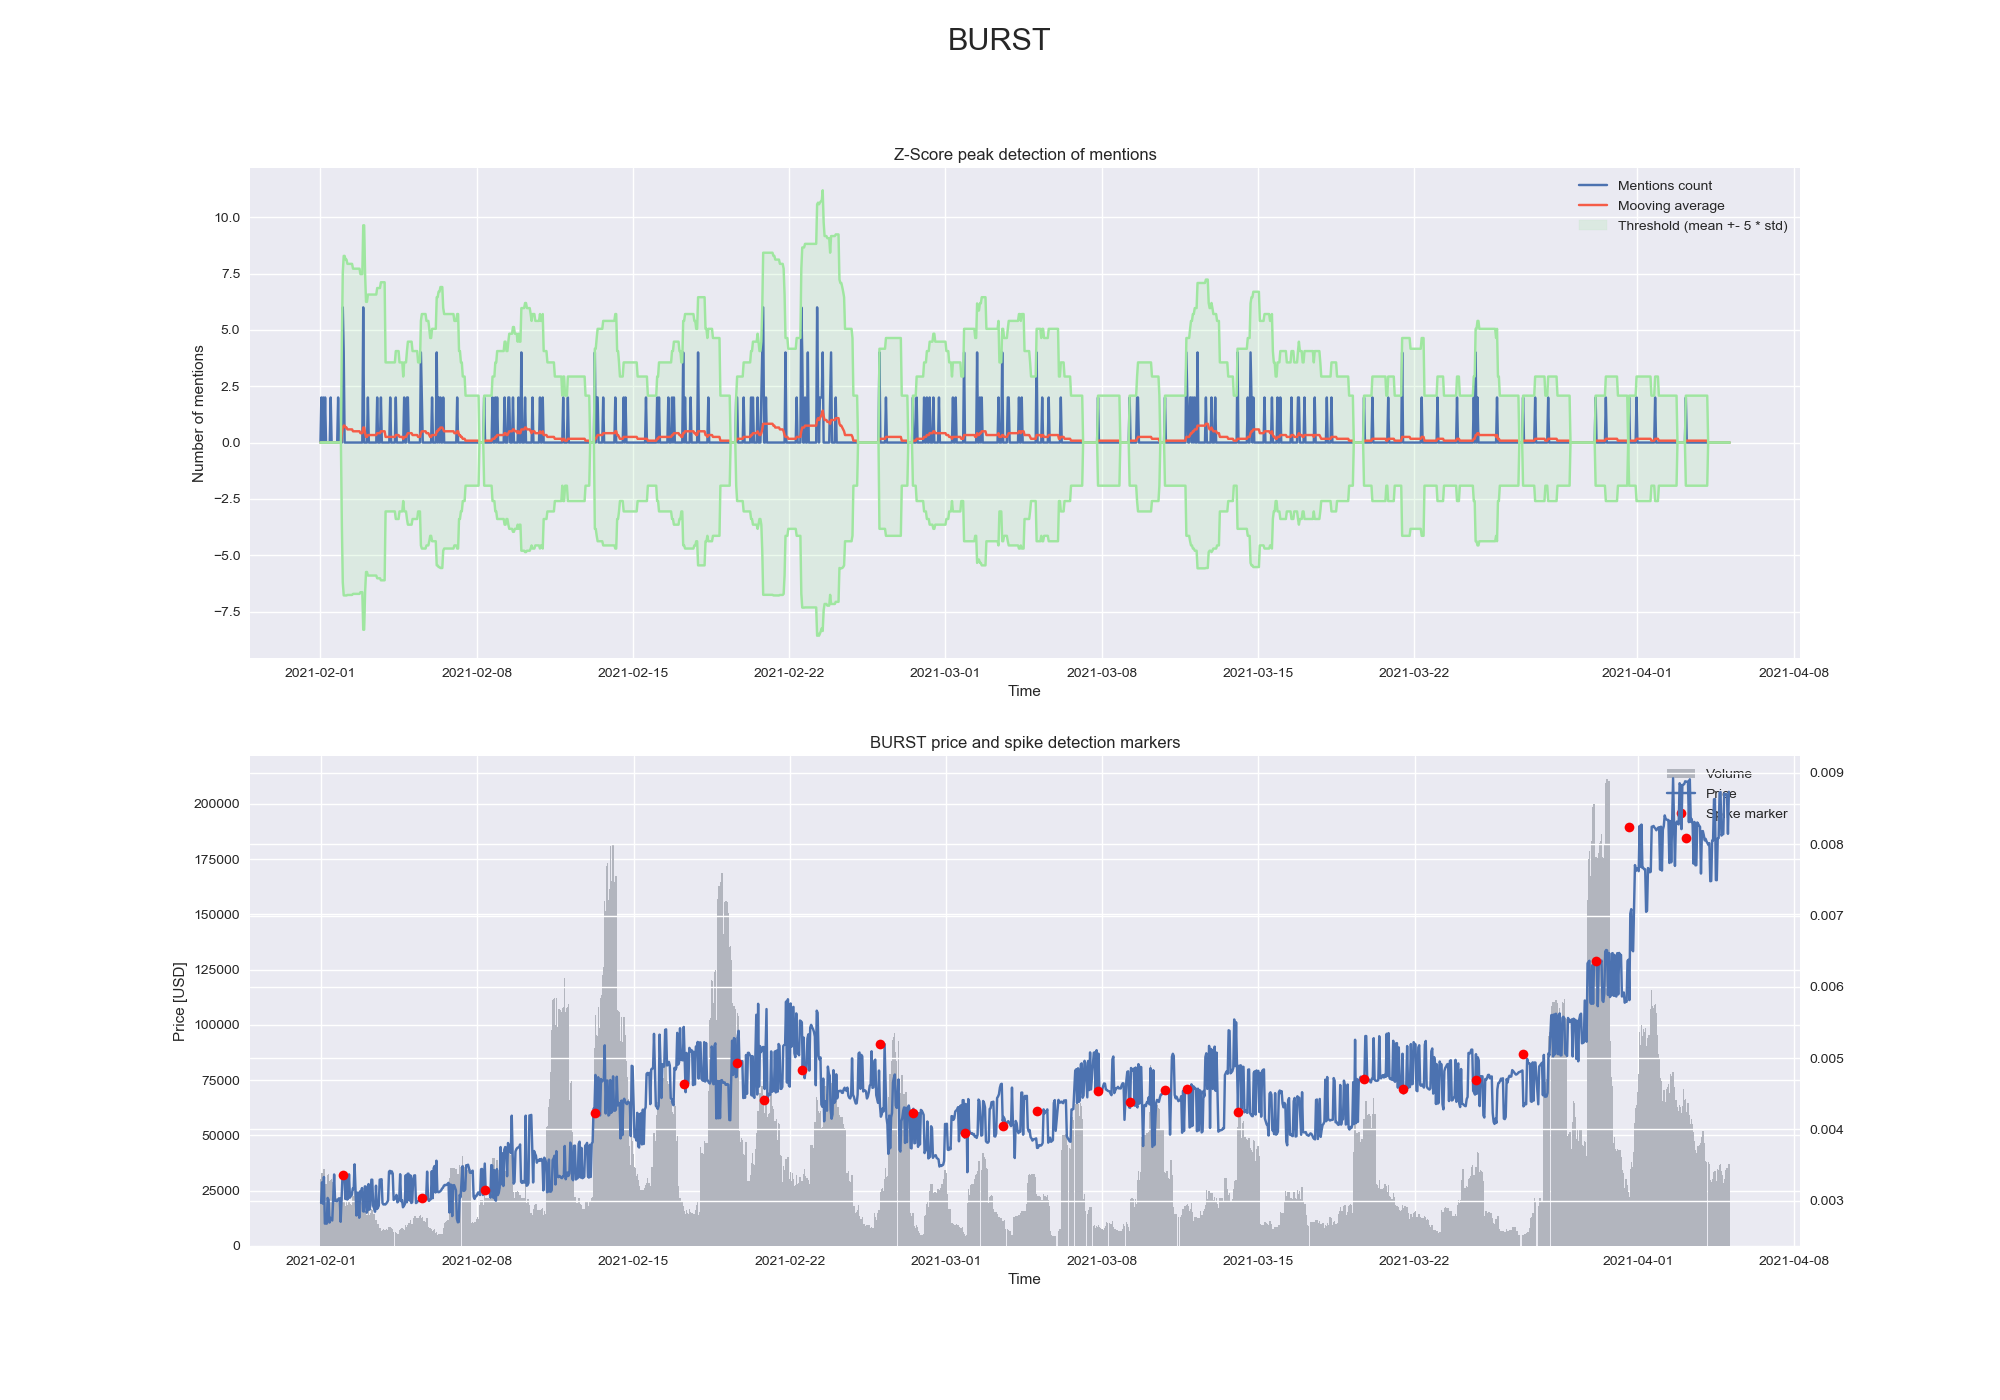 BURST
Z-Score peak detection of mentions
Mentions count
Mooving average
Threshold (mean +- 5 * std)
Number of mentions
10.0
7.5
5.0
2.5
0.0
−2.5
−5.0
−7.5
2021-02-01 2021-02-08 2021-02-15 2021-02-22 2021-03-01 2021-03-08 2021-03-15 2021-03-22 2021-04-01 2021-04-08
Time
BURST price and spike detection markers
Volume
Price
Spike marker
Price [USD]
200000
175000
150000
125000
100000
75000
50000
25000
0
0.009
0.008
0.007
0.006
0.005
0.004
0.003
2021-02-01 2021-02-08 2021-02-15 2021-02-22 2021-03-01 2021-03-08 2021-03-15 2021-03-22 2021-04-01 2021-04-08
Time